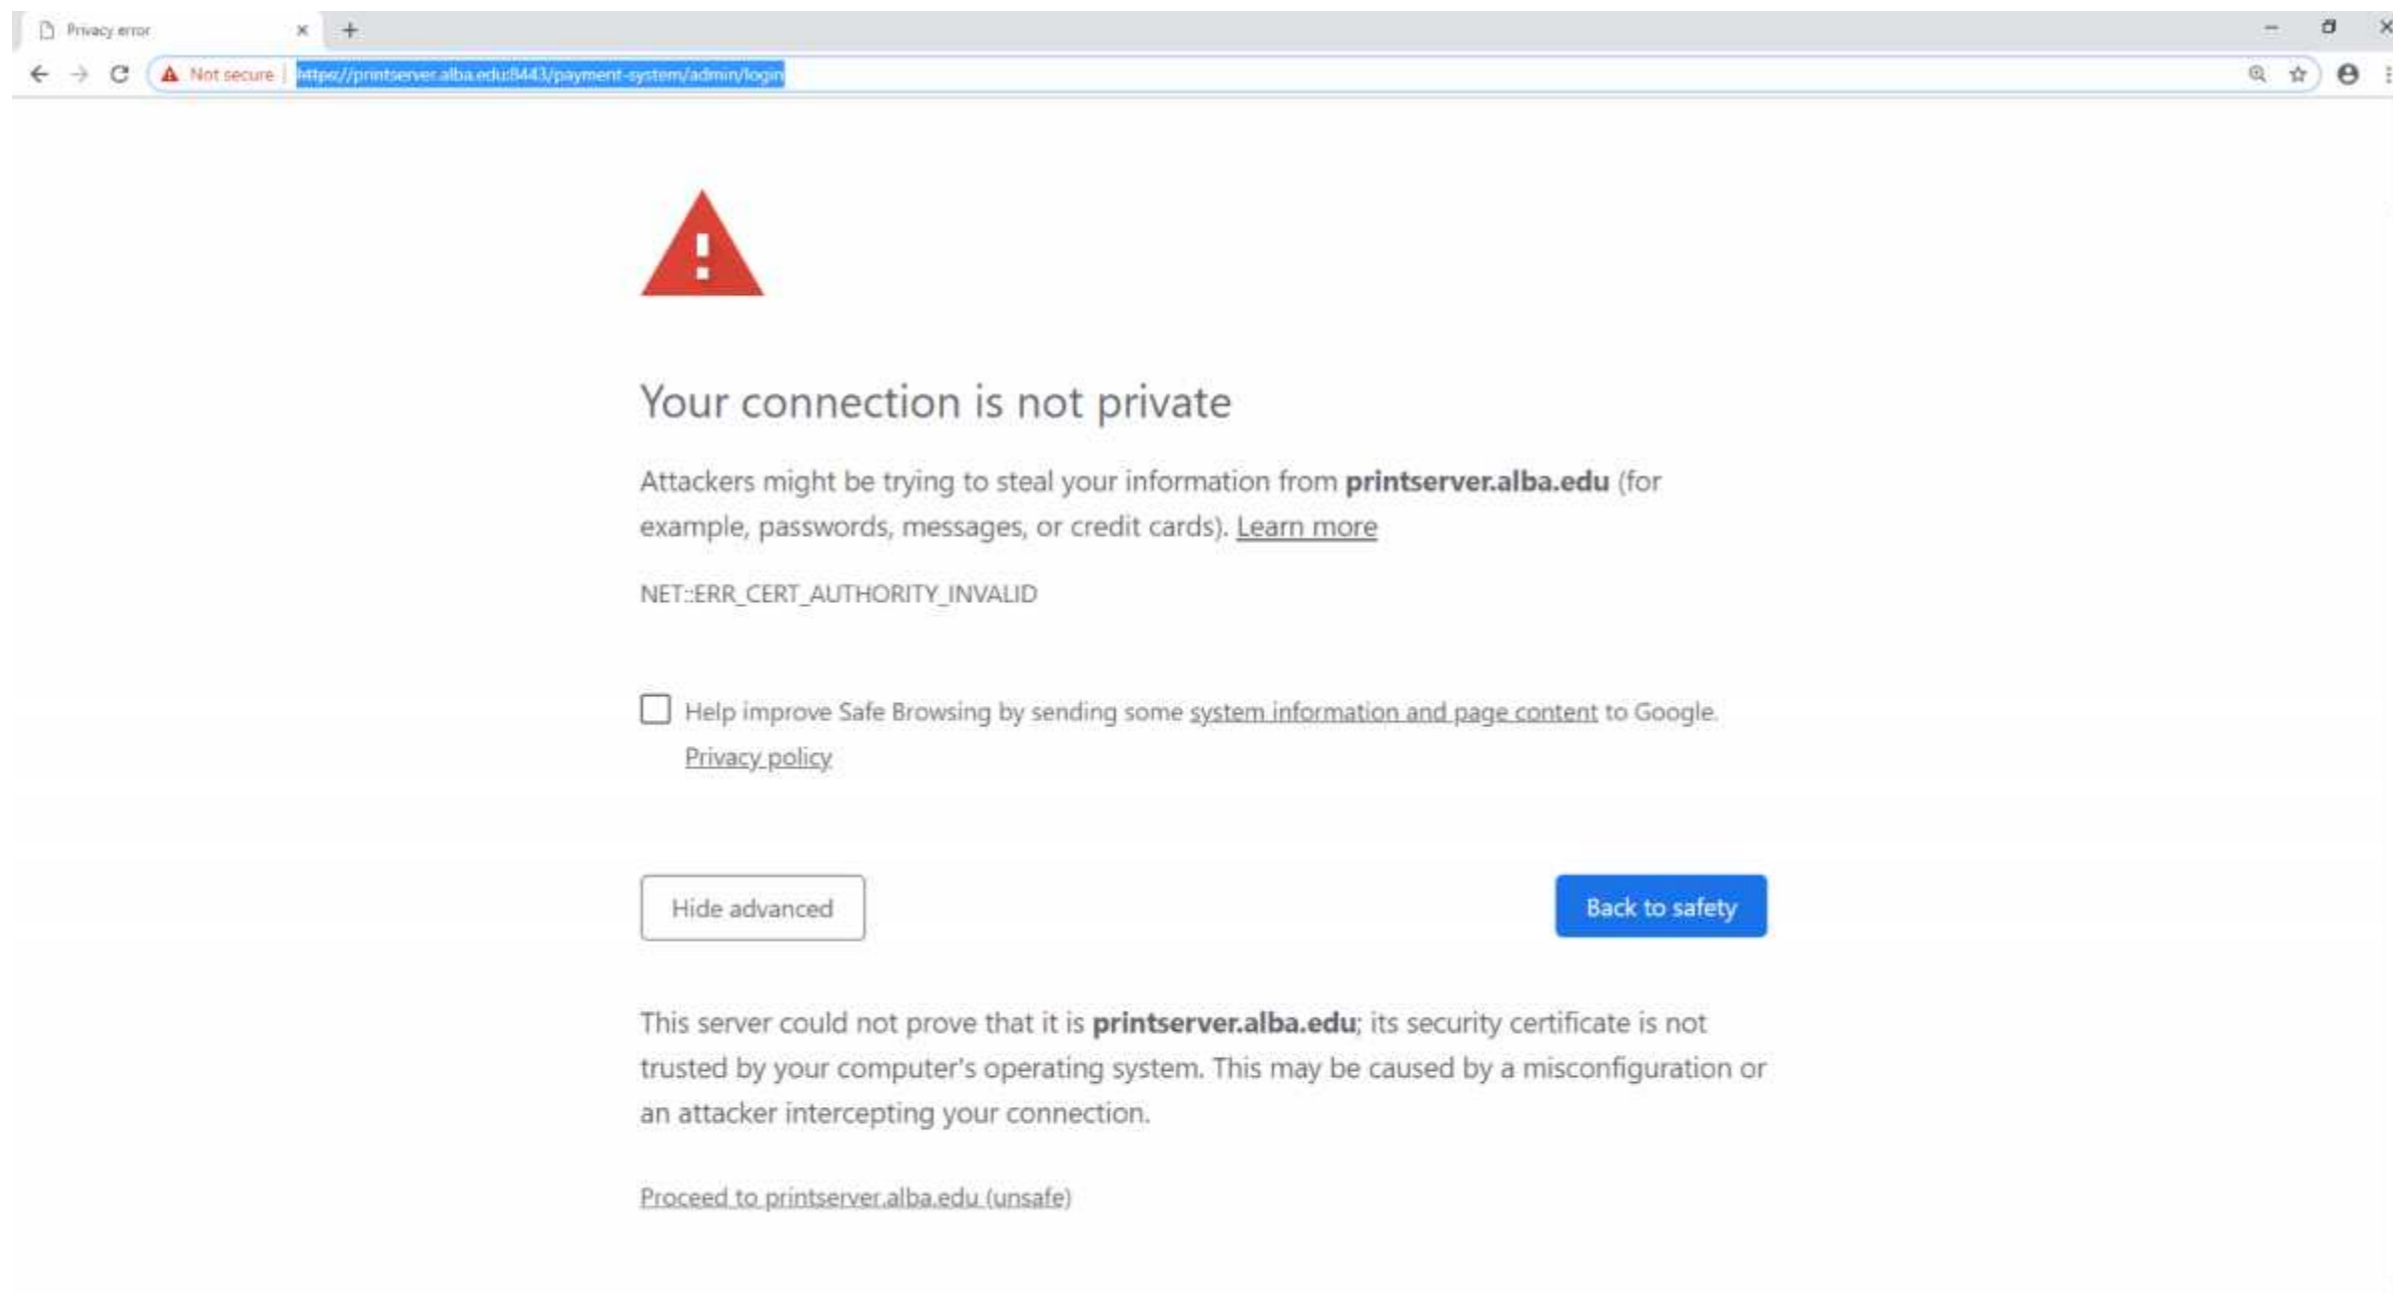 Privacy error
Not secure | https://printserver.alba.edu:8443/payment-system/admin/login
Your connection is not private
Attackers might be trying to steal your information from printserver.alba.edu (for
example, passwords, messages, or credit cards). Learn more
NET::ERR_CERT_AUTHORITY_INVALID
Help improve Safe Browsing by sending some system information and page content to Google.
Privacy policy
Hide advanced
Back to safety
This server could not prove that it is printserver.alba.edu; its security certificate is not
trusted by your computer's operating system. This may be caused by a misconfiguration or
an attacker intercepting your connection.
Proceed to printserver.alba.edu (unsafe)